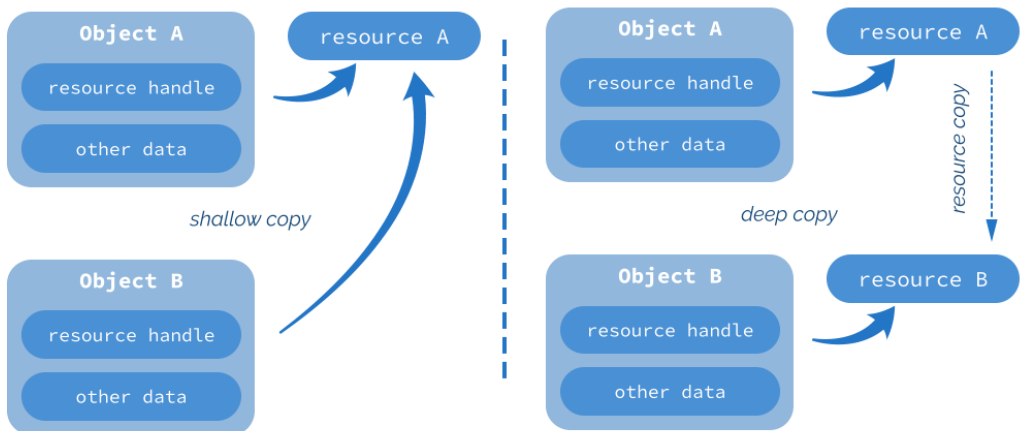 Object A
resource handle
other data
resource A
shallow copy
Object B
resource handle
other data
Object A
resource handle
other data
resource A
resource copy
deep copy
Object B
resource handle
other data
resource B